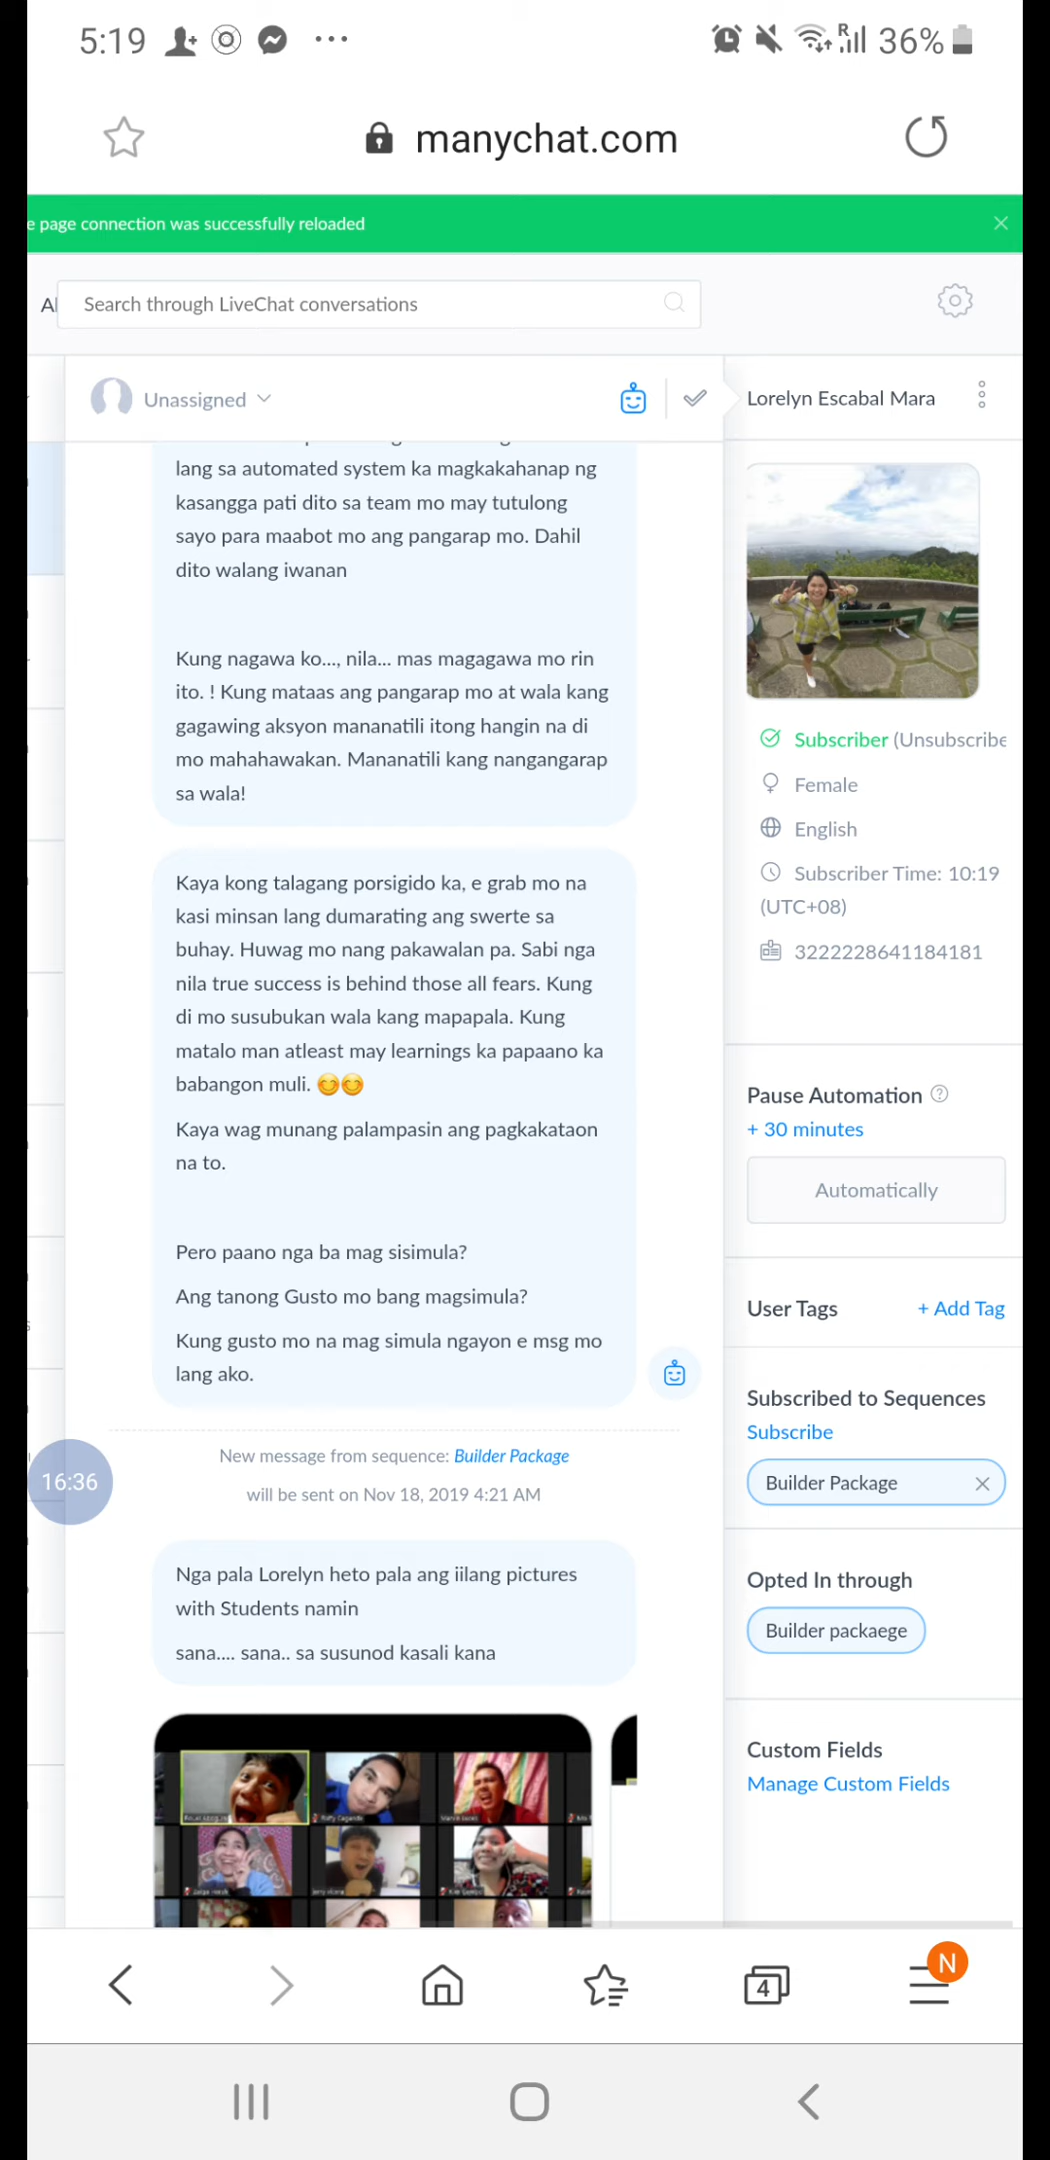 5:19
36%
manychat.com
e page connection was successfully reloaded
Al
Search through LiveChat conversations
Unassigned
Lorelyn Escabal Mara
lang sa automated system ka magkakahanap ng
kasangga pati dito sa team mo may tutulong
sayo para maabot mo ang pangarap mo. Dahil
dito walang iwanan
Kung nagawa ko..., nila... mas magagawa mo rin
ito. ! Kung mataas ang pangarap mo at wala kang
gagawing aksyon mananatili itong hangin na di
mo mahahawakan. Mananatili kang nangangarap
sa wala!
Kaya kong talagang porsigido ka, e grab mo na
kasi minsan lang dumarating ang swerte sa
buhay. Huwag mo nang pakawalan pa. Sabi nga
nila true success is behind those all fears. Kung
di mo susubukan wala kang mapapala. Kung
matalo man atleast may learnings ka papaano ka
babangon muli. 😊😊
Kaya wag munang palampasin ang pagkakataon
na to.
Pero paano nga ba mag sisimula?
Ang tanong Gusto mo bang magsimula?
Kung gusto mo na mag simula ngayon e msg mo
lang ako.
New message from sequence: Builder Package
will be sent on Nov 18, 2019 4:21 AM
16:36
Nga pala Lorelyn heto pala ang iilang pictures
with Students namin
sana.... sana.. sa susunod kasali kana
Subscriber (Unsubscribe
Female
English
Subscriber Time: 10:19
(UTC+08)
3222228641184181
Pause Automation
+ 30 minutes
Automatically
User Tags
+ Add Tag
Subscribed to Sequences
Subscribe
Builder Package
Opted In through
Builder packaege
Custom Fields
Manage Custom Fields
4
N